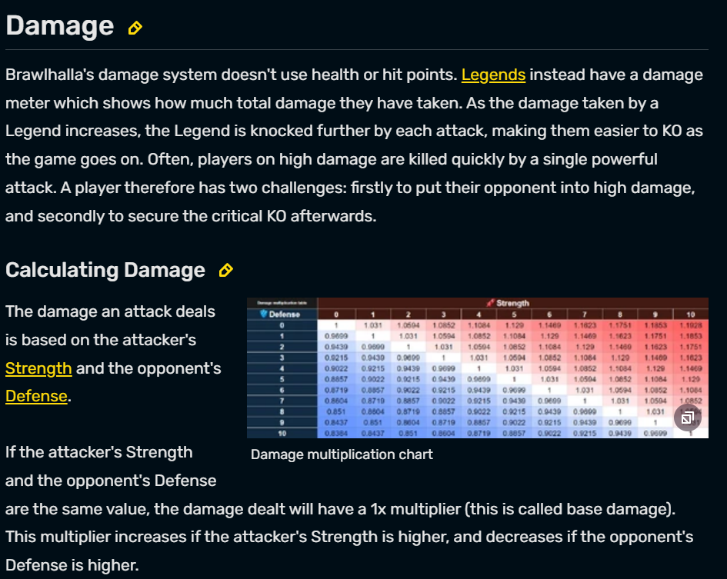 Damage
Brawlhalla's damage system doesn't use health or hit points. Legends instead have a damage
meter which shows how much total damage they have taken. As the damage taken by a
Legend increases, the Legend is knocked further by each attack, making them easier to KO as
the game goes on. Often, players on high damage are killed quickly by a single powerful
attack. A player therefore has two challenges: firstly to put their opponent into high damage,
and secondly to secure the critical KO afterwards.
Calculating Damage
The damage an attack deals
is based on the attacker's
Strength and the opponent's
Defense.
If the attacker's Strength
and the opponent's Defense
Damage multiplication table
Strength
Defense 0 1 2 3 4 5 6 7 8 9 10
0 1 1.031 1.0594 1.0852 1.1084 1.129 1.1469 1.1623 1.1751 1.1853 1.1928
1 0.9699 1 1.031 1.0594 1.0852 1.1084 1.129 1.1469 1.1623 1.1751 1.1853
2 0.9439 0.9699 1 1.031 1.0594 1.0852 1.1084 1.129 1.1469 1.1623 1.1751
3 0.9215 0.9439 0.9699 1 1.031 1.0594 1.0852 1.1084 1.129 1.1469 1.1623
4 0.9022 0.9215 0.9439 0.9699 1 1.031 1.0594 1.0852 1.1084 1.129 1.1469
5 0.8857 0.9022 0.9215 0.9439 0.9699 1 1.031 1.0594 1.0852 1.1084 1.129
6 0.8719 0.8857 0.9022 0.9215 0.9439 0.9699 1 1.031 1.0594 1.0852 1.1084
7 0.8604 0.8719 0.8857 0.9022 0.9215 0.9439 0.9699 1 1.031 1.0594 1.0852
8 0.851 0.8604 0.8719 0.8857 0.9022 0.9215 0.9439 0.9699 1 1.031
9 0.8437 0.851 0.8604 0.8719 0.8857 0.9022 0.9215 0.9439 0.9699 1
10 0.8384 0.8437 0.851 0.8604 0.8719 0.8857 0.9022 0.9215 0.9439 0.9699 1
Damage multiplication chart
are the same value, the damage dealt will have a 1x multiplier (this is called base damage).
This multiplier increases if the attacker's Strength is higher, and decreases if the opponent's
Defense is higher.